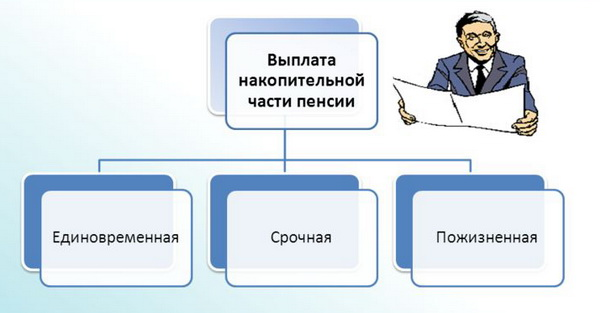 Выплата
накопительной
части пенсии
Единовременная
Срочная
Пожизненная